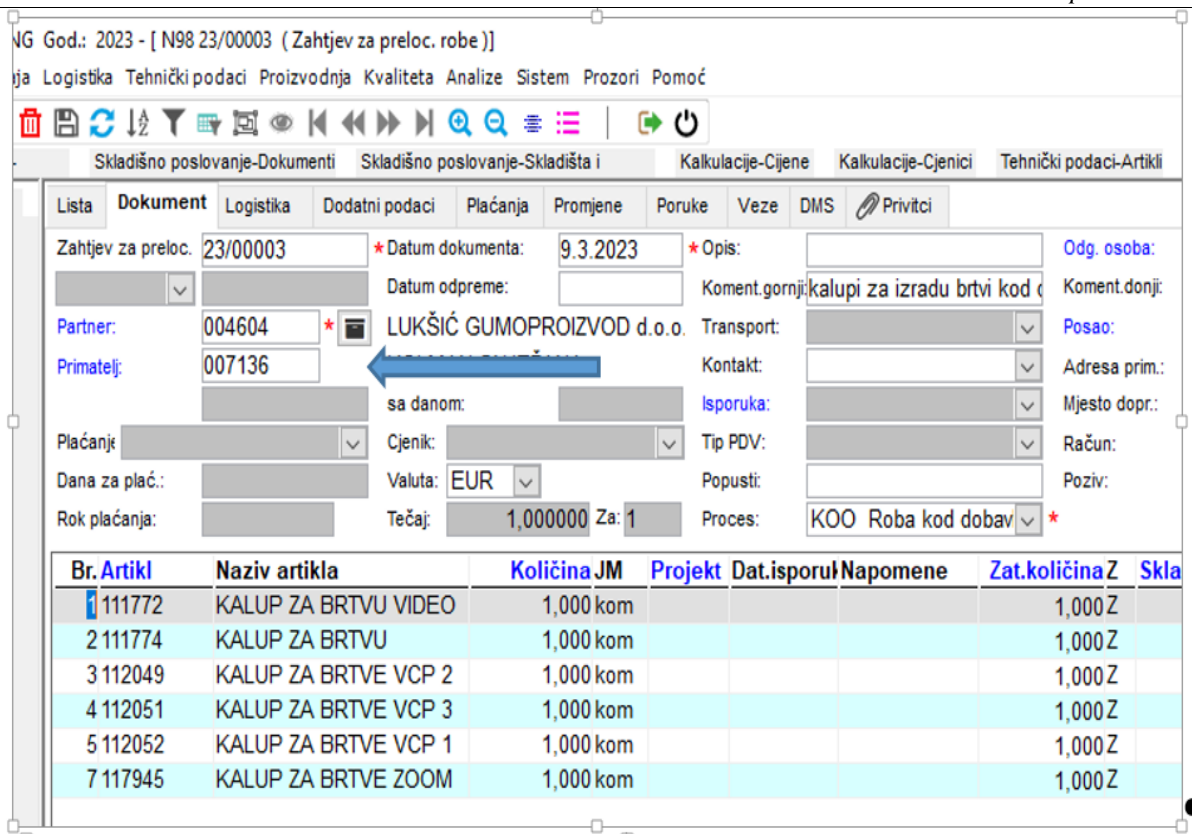 NG God.: 2023 - [ N98 23/00003 ( Zahtjev za preloc. robe )]
Logistika Tehnički podaci Proizvodnja Kvaliteta Analize Sistem Prozori Pomoć
Skladišno poslovanje-Dokumenti Skladišno poslovanje-Skladišta i Kalkulacije-Cijene Kalkulacije-Cjenici Tehnički podaci-Artikli
Lista Dokument Logistika Dodatni podaci Plaćanja Promjene Poruke Veze DMS Privitci
Zahtjev za preloc. 23/00003 * Datum dokumenta: 9.3.2023 * Opis: Odg. osoba:
Datum odpreme: Koment.gornji: kalupi za izradu brtvi kod Koment.donji:
Partner: 004604 * LUKŠIĆ GUMOPROIZVOD d.o.o. Transport: Posao:
Primatelj: 007136 Kontakt: Adresa prim.:
sa danom: Isporuka: Mjesto dopr.:
Plaćanje Cjenik: Tip PDV: Račun:
Dana za plać.: Valuta: EUR Popusti: Poziv:
Rok plaćanja: Tečaj: 1,000000 Za: 1 Proces: KOO Roba kod dobav *
Br. Artikl Naziv artikla Količina JM Projekt Dat.isporuk Napomene Zat.količina Z Skla
1 111772 KALUP ZA BRTVU VIDEO 1,000 kom 1,000 Z
2 111774 KALUP ZA BRTVU 1,000 kom 1,000 Z
3 112049 KALUP ZA BRTVE VCP 2 1,000 kom 1,000 Z
4 112051 KALUP ZA BRTVE VCP 3 1,000 kom 1,000 Z
5 112052 KALUP ZA BRTVE VCP 1 1,000 kom 1,000 Z
7 117945 KALUP ZA BRTVE ZOOM 1,000 kom 1,000 Z